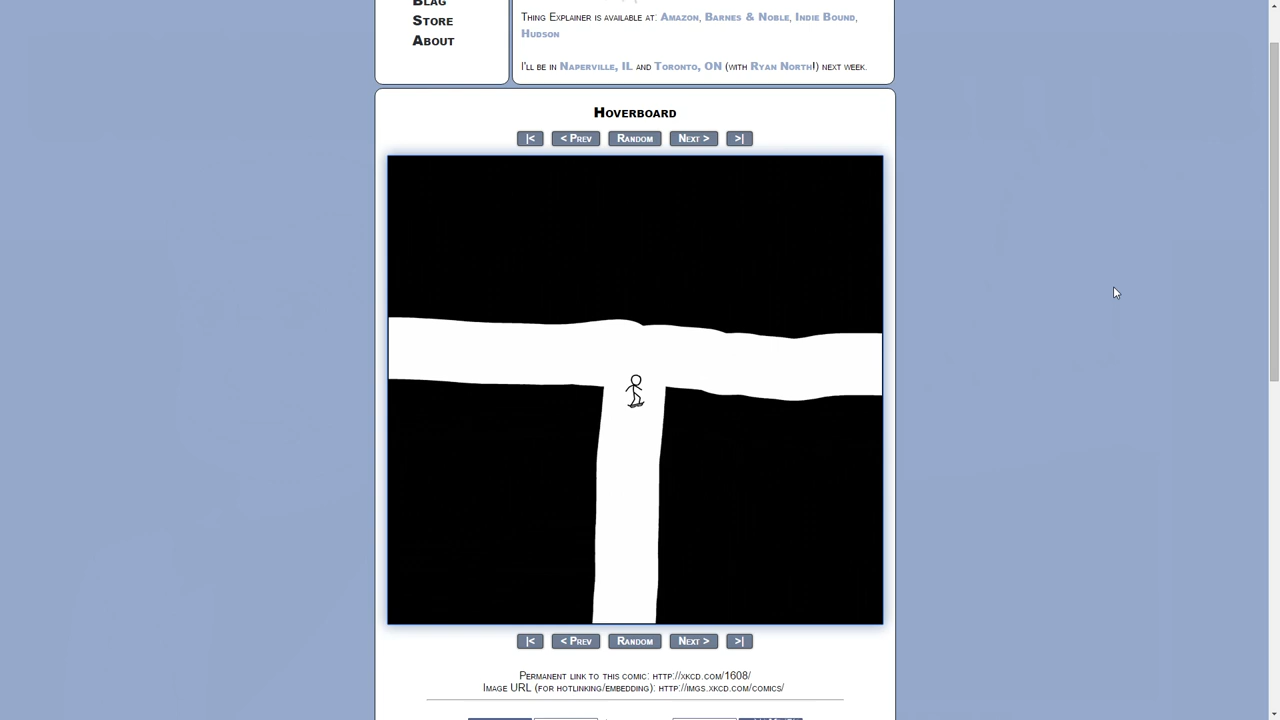 Blag
Store
About
Thing Explainer is available at: Amazon, Barnes & Noble, Indie Bound,
Hudson
I'll be in Naperville, IL and Toronto, ON (with Ryan North!) next week.
Hoverboard
|< < Prev Random Next > >|
|< < Prev Random Next > >|
Permanent link to this comic: http://xkcd.com/1608/
Image URL (for hotlinking/embedding): http://imgs.xkcd.com/comics/